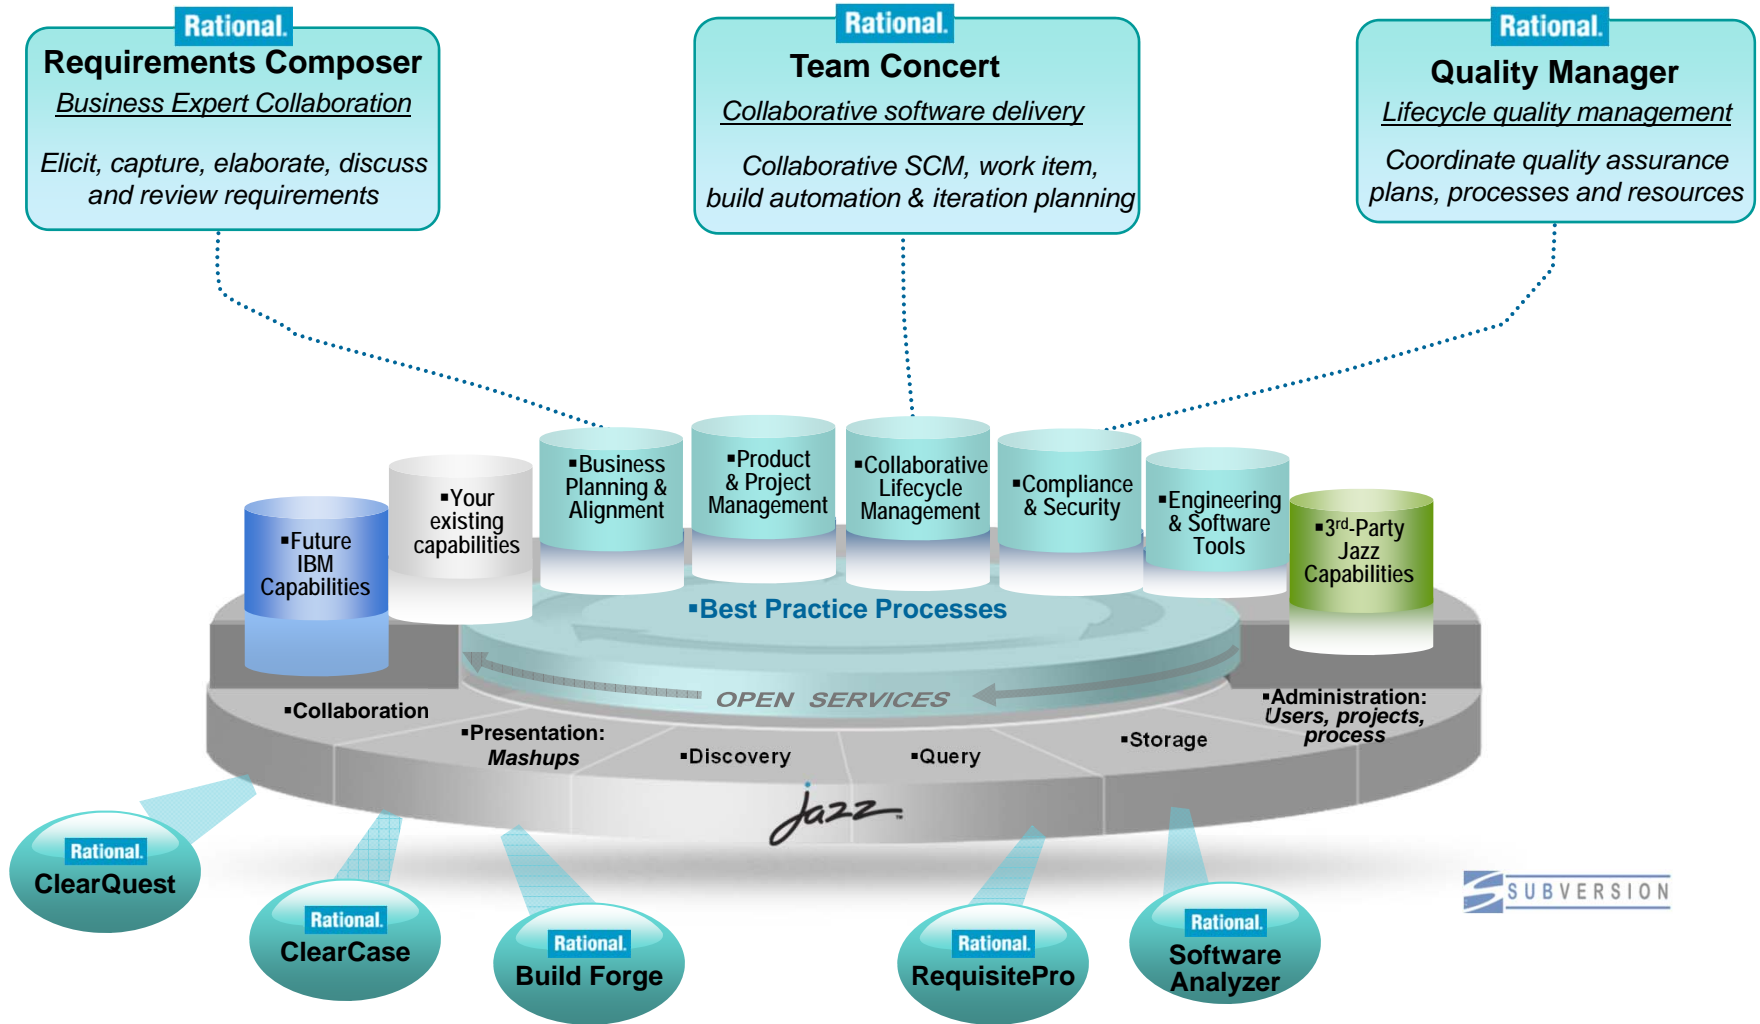 Rational.
Requirements Composer
Business Expert Collaboration
Elicit, capture, elaborate, discuss
and review requirements
Rational.
Team Concert
Collaborative software delivery
Collaborative SCM, work item,
build automation & iteration planning
Rational.
Quality Manager
Lifecycle quality management
Coordinate quality assurance
plans, processes and resources
▪Future
IBM
Capabilities
▪Your
existing
capabilities
▪Business
Planning &
Alignment
▪Product
& Project
Management
▪Collaborative
Lifecycle
Management
▪Compliance
& Security
▪Engineering
& Software
Tools
▪3rd-Party
Jazz
Capabilities
▪Best Practice Processes
OPEN SERVICES
▪Collaboration
▪Presentation:
Mashups
▪Discovery
▪Query
▪Storage
▪Administration:
Users, projects,
process
jazz™
Rational.
ClearQuest
Rational.
ClearCase
Rational.
Build Forge
Rational.
RequisitePro
Rational.
Software
Analyzer
SUBVERSION